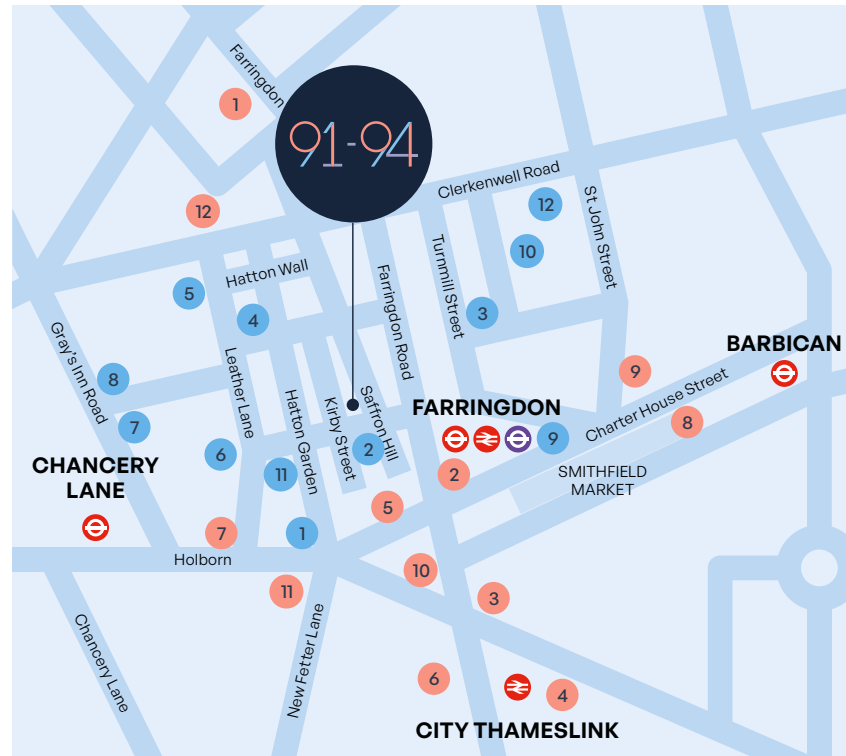 Farringdon
1
91-94
Clerkenwell Road
12
12
St John Street
10
Turnmill Street
Farringdon Road
Hatton Wall
5
4
3
Gray's Inn Road
8
7
Leather Lane
Hatton Garden
Kirby Street
Saffron Hill
BARBICAN
9
Charter House Street
8
FARRINGDON
9
2
2
SMITHFIELD
MARKET
CHANCERY
LANE
6
11
5
7
1
Holborn
11
10
3
Chancery Lane
New Fetter Lane
6
4
CITY THAMESLINK